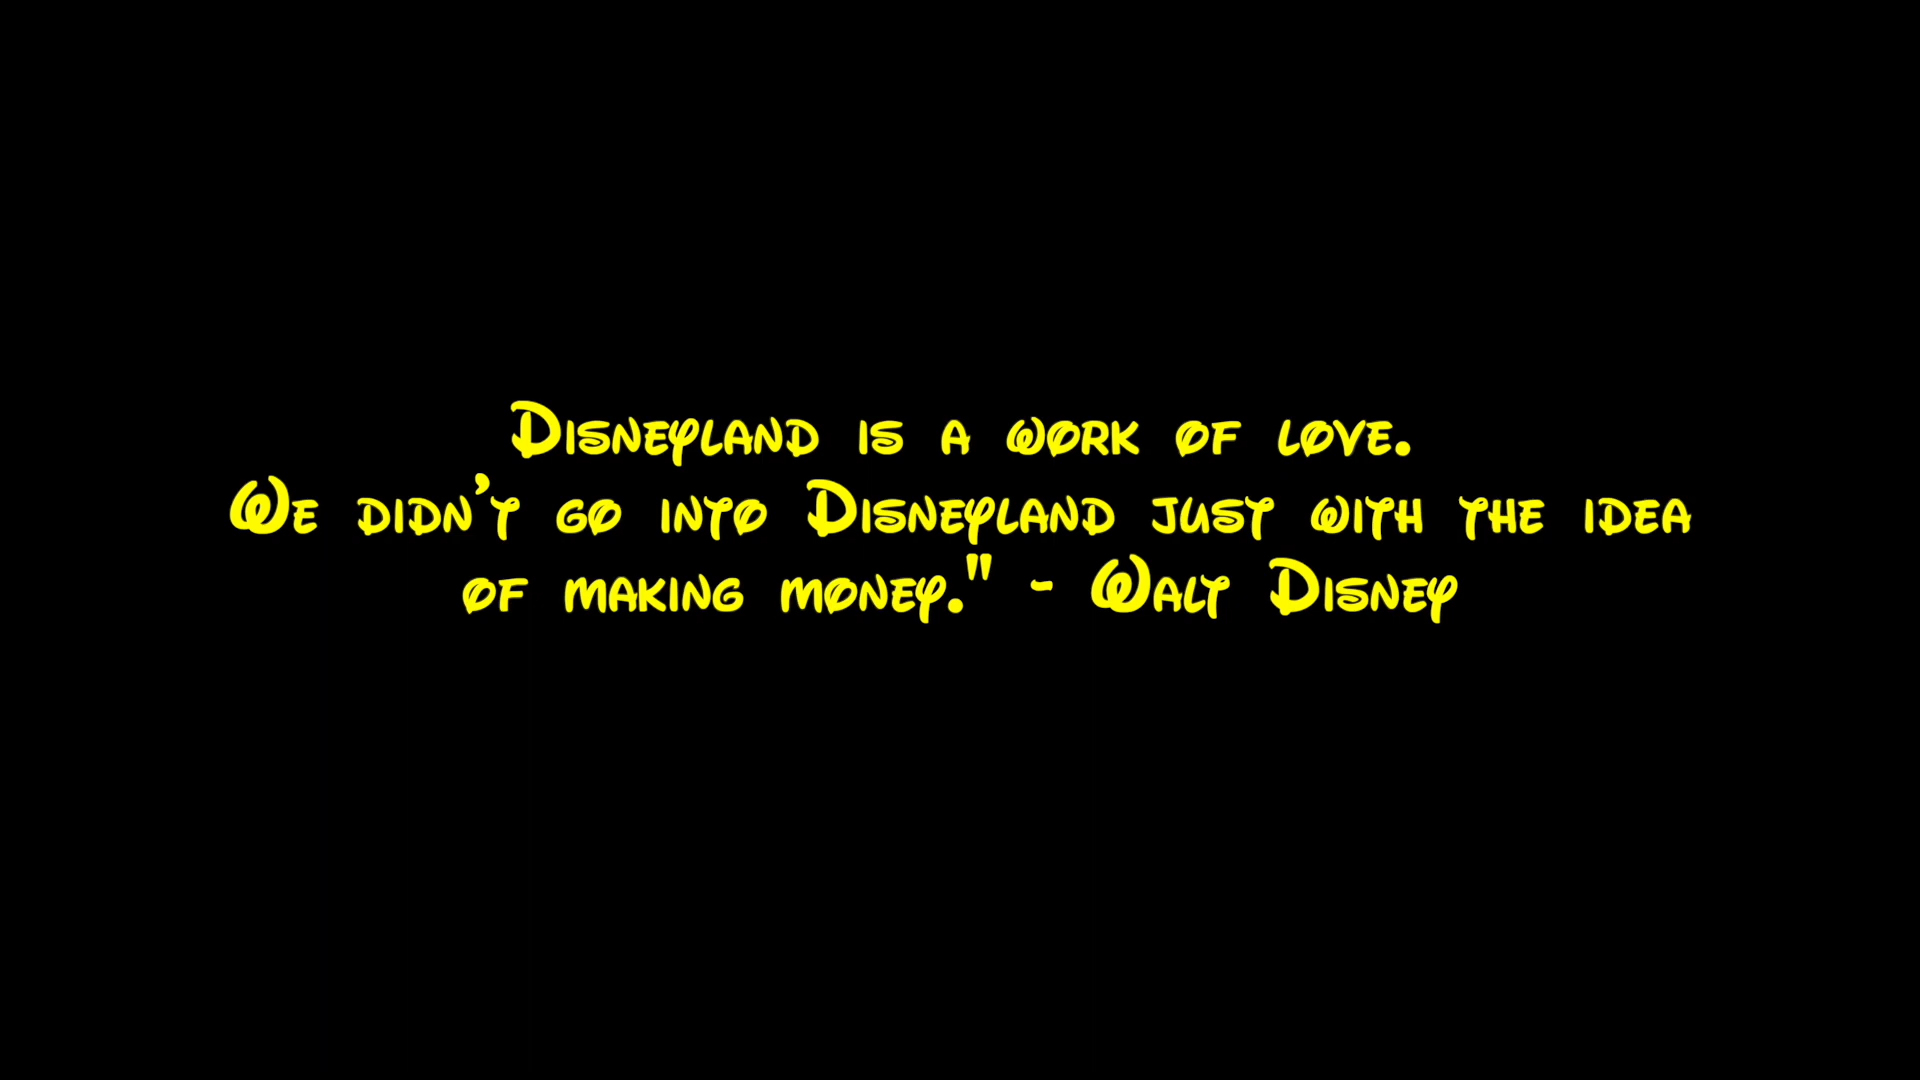 Disneyland is a work of love.
We didn’t go into Disneyland just with the idea
of making money." - Walt Disney